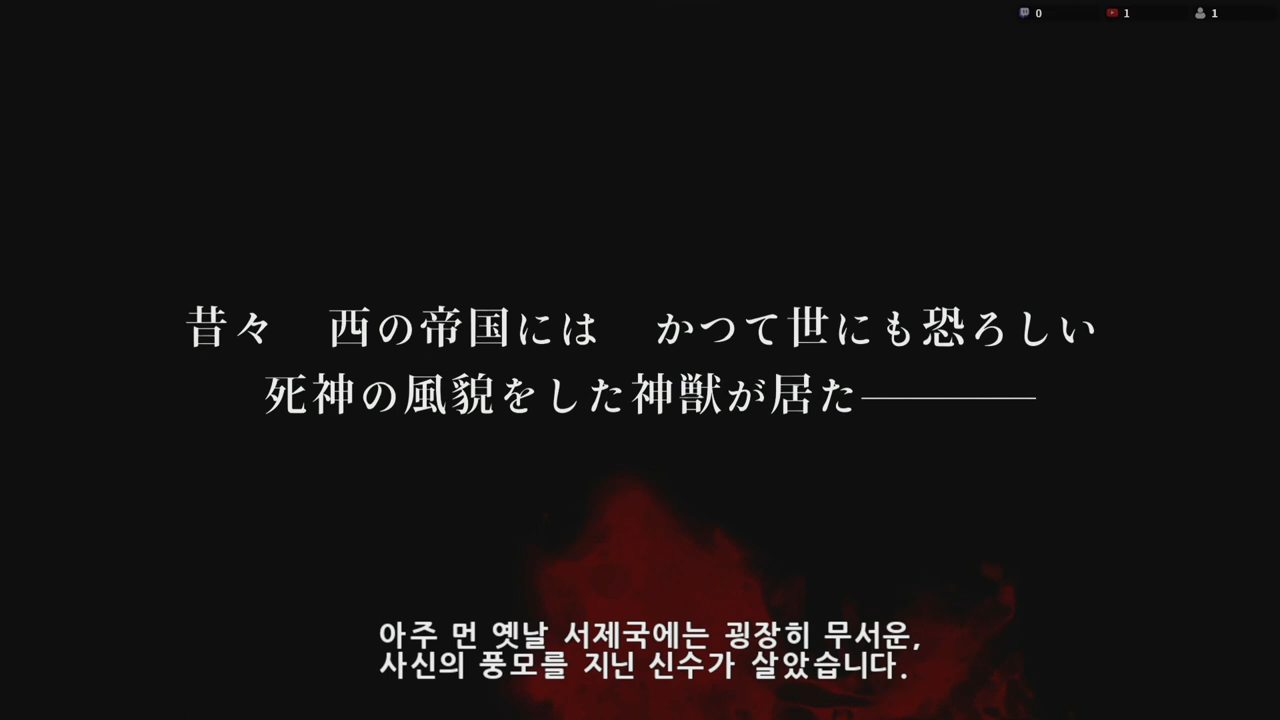 0 1 1
昔々　西の帝国には　かつて世にも恐ろしい
死神の風貌をした神獣が居た――――
아주 먼 옛날 서제국에는 굉장히 무서운,
사신의 풍모를 지닌 신수가 살았습니다.